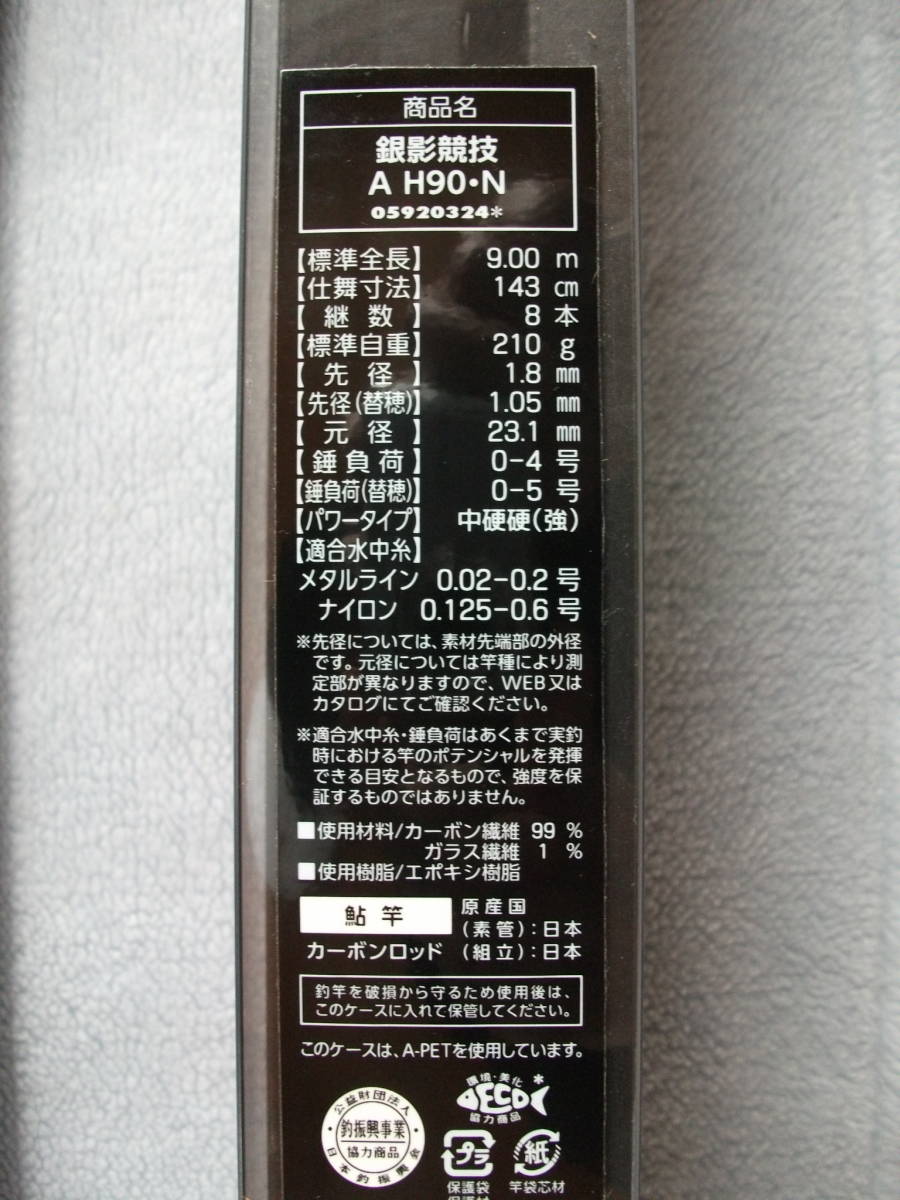 商品名
銀影競技
A H90・N
05920324*
【標準全長】 9.00 m
【仕舞寸法】 143 cm
【継数】 8 本
【標準自重】 210 g
【先径】 1.8 mm
【先径(替穂)】 1.05 mm
【元径】 23.1 mm
【錘負荷】 0-4 号
【錘負荷(替穂)】 0-5 号
【パワータイプ】 中硬硬(強)
【適合水中糸】
メタルライン 0.02-0.2 号
ナイロン 0.125-0.6 号
※先径については、素材先端部の外径
です。元径については竿種により測
定部が異なりますので、WEB又は
カタログにてご確認ください。
※適合水中糸・錘負荷はあくまで実釣
時における竿のポテンシャルを発揮
できる目安となるもので、強度を保
証するものではありません。
■使用材料/カーボン繊維 99 %
ガラス繊維 1 %
■使用樹脂/エポキシ樹脂
鮎竿
カーボンロッド
原産国
(素管):日本
(組立):日本
釣竿を破損から守るため使用後は、
このケースに入れて保管してください。
このケースは、A-PETを使用しています。
公益財団法人
釣振興事業
協力商品
日本釣振興会
環境・美化
ECO
協力商品
プラ
保護袋
保護材
紙
竿袋芯材